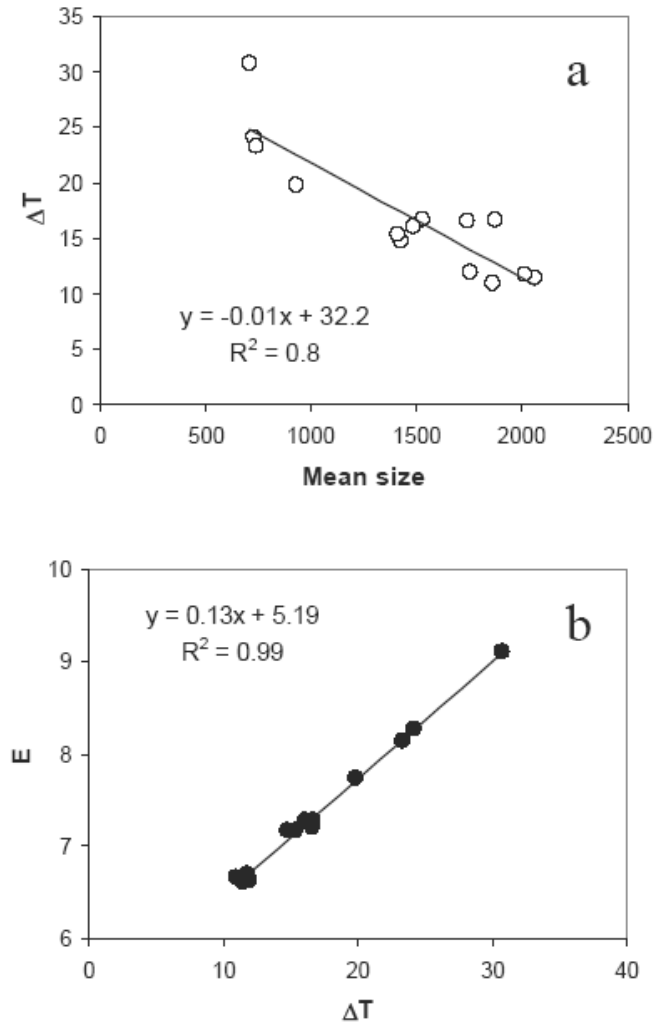 35
30
25
20
15
10
5
0
ΔT
a
y = -0.01x + 32.2
R² = 0.8
0 500 1000 1500 2000 2500
Mean size
10
9
8
7
6
E
y = 0.13x + 5.19
R² = 0.99
b
0 10 20 30 40
ΔT